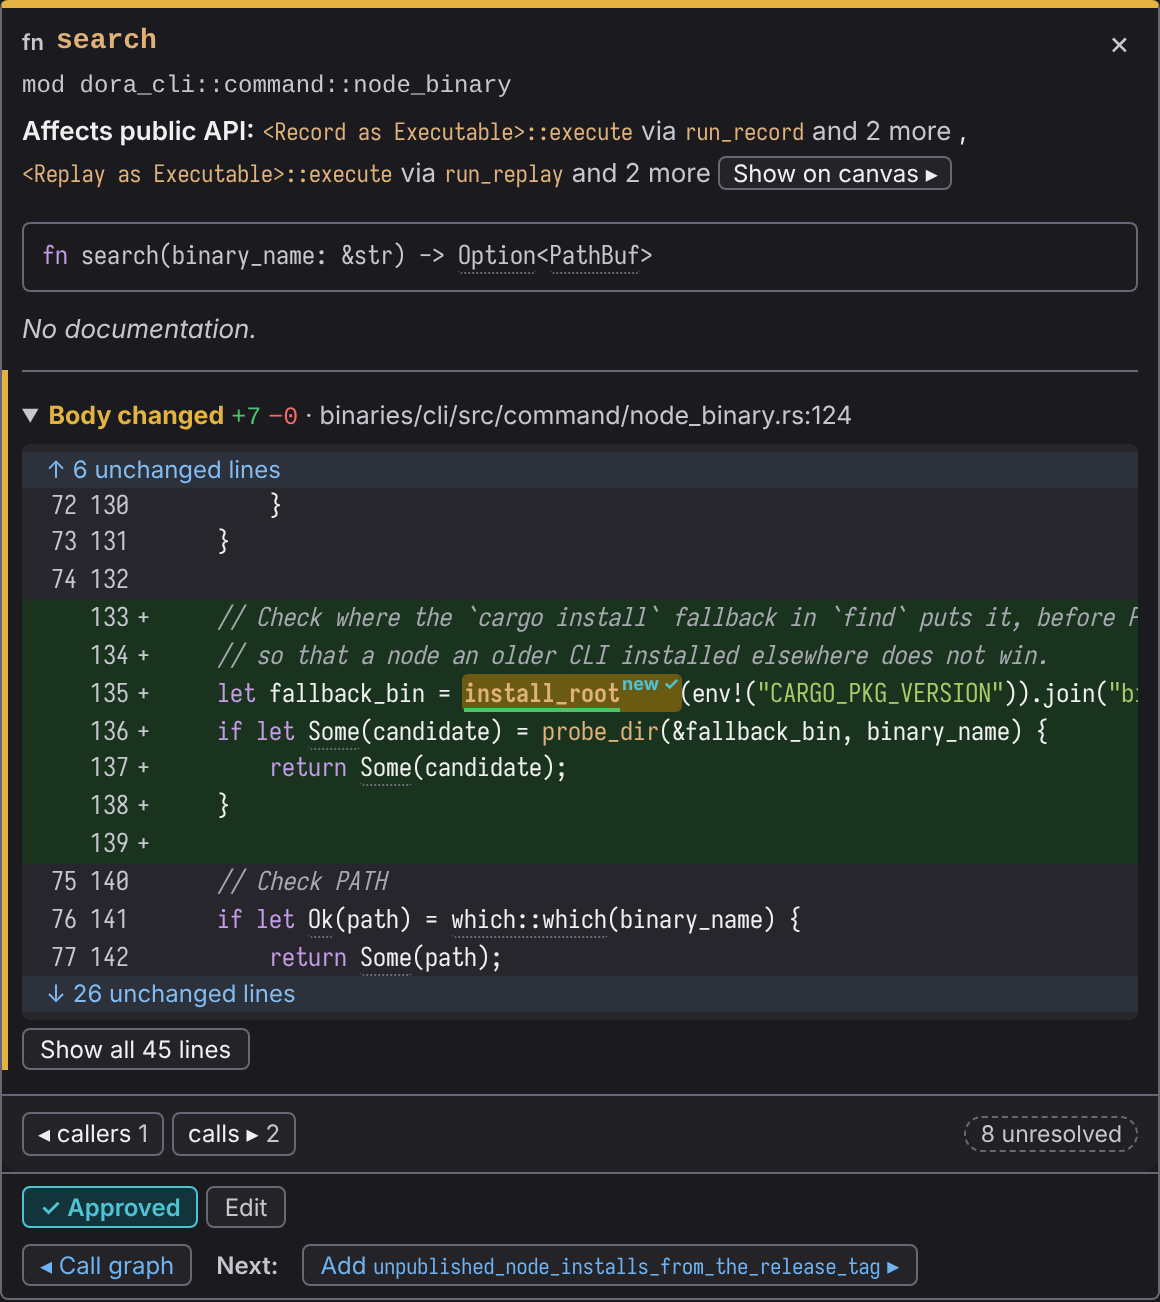 fn search ×
mod dora_cli::command::node_binary
Affects public API: <Record as Executable>::execute via run_record and 2 more ,
<Replay as Executable>::execute via run_replay and 2 more Show on canvas ▸
fn search(binary_name: &str) -> Option<PathBuf>
No documentation.
▼ Body changed +7 −0 · binaries/cli/src/command/node_binary.rs:124
↑ 6 unchanged lines
72 130 }
73 131 }
74 132
133 + // Check where the `cargo install` fallback in `find` puts it, before
134 + // so that a node an older CLI installed elsewhere does not win.
135 + let fallback_bin = install_root new ✓ (env!("CARGO_PKG_VERSION")).join("b
136 + if let Some(candidate) = probe_dir(&fallback_bin, binary_name) {
137 + return Some(candidate);
138 + }
139 +
75 140 // Check PATH
76 141 if let Ok(path) = which::which(binary_name) {
77 142 return Some(path);
↓ 26 unchanged lines
Show all 45 lines
◂ callers 1 calls ▸ 2 8 unresolved
✓ Approved Edit
◂ Call graph Next: Add unpublished_node_installs_from_the_release_tag ▸